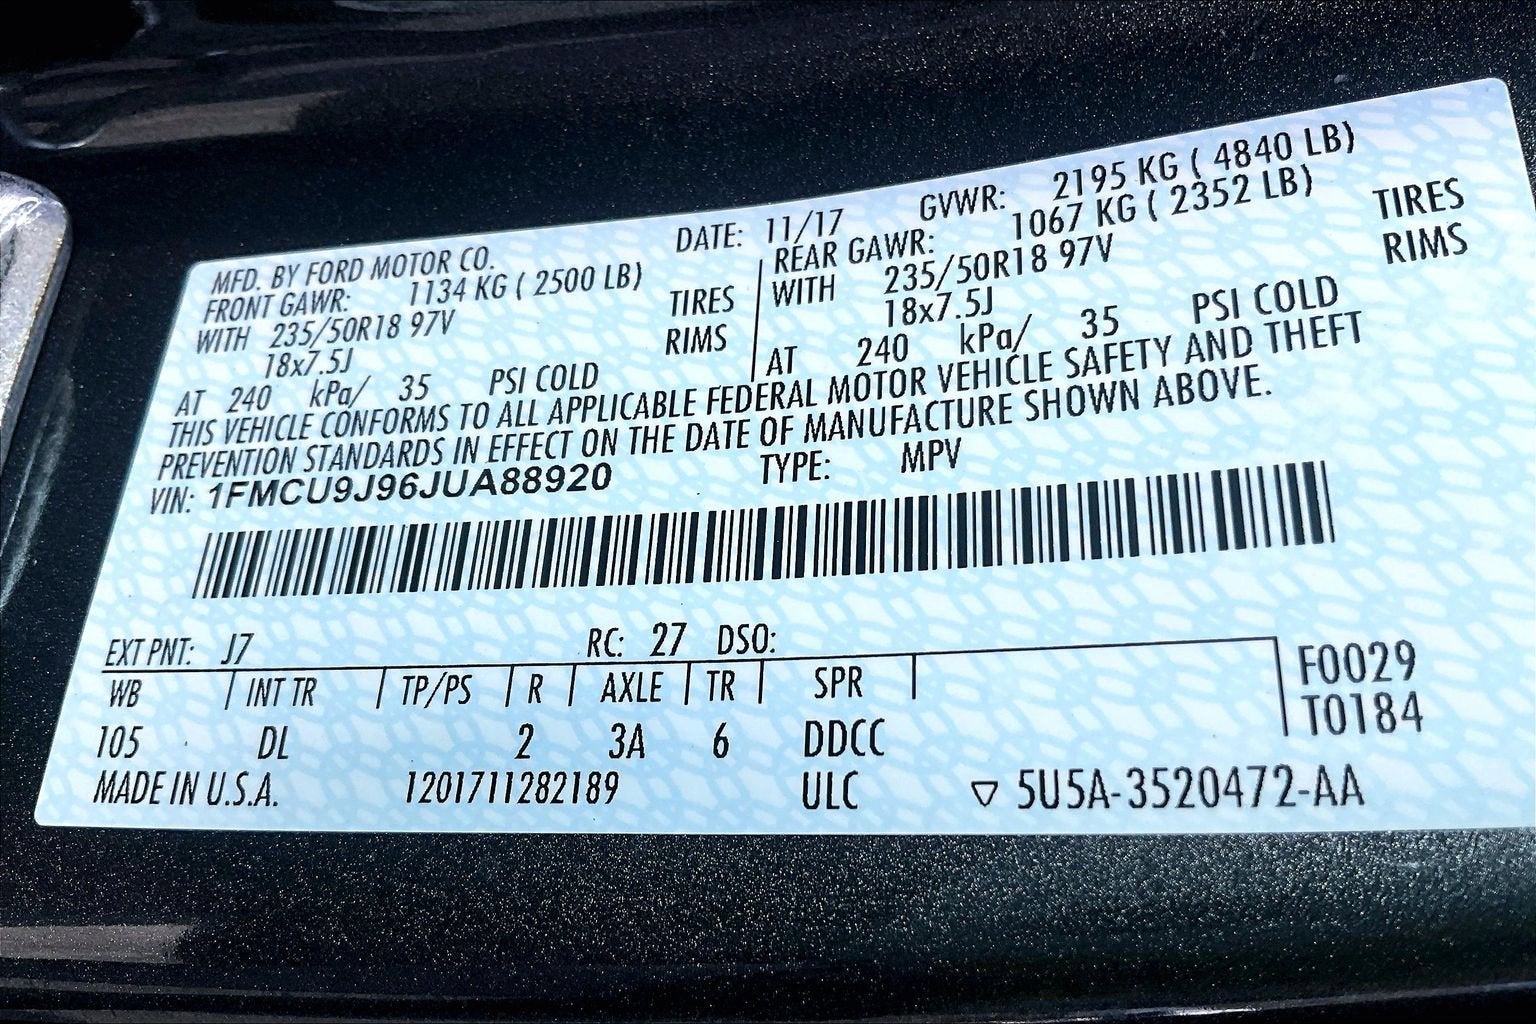 MFD. BY FORD MOTOR CO. DATE: 11/17 GVWR: 2195 KG ( 4840 LB)
FRONT GAWR: 1134 KG ( 2500 LB) REAR GAWR: 1067 KG ( 2352 LB)
WITH 235/50R18 97V TIRES WITH 235/50R18 97V TIRES
18x7.5J RIMS 18x7.5J RIMS
AT 240 kPa/ 35 PSI COLD AT 240 kPa/ 35 PSI COLD
THIS VEHICLE CONFORMS TO ALL APPLICABLE FEDERAL MOTOR VEHICLE SAFETY AND THEFT
PREVENTION STANDARDS IN EFFECT ON THE DATE OF MANUFACTURE SHOWN ABOVE.
VIN: 1FMCU9J96JUA88920 TYPE: MPV
EXT PNT: J7 RC: 27 DSO:
WB INT TR TP/PS R AXLE TR SPR F0029
T0184
105 DL 2 3A 6 DDCC
MADE IN U.S.A. 1201711282189 ULC ▽ 5U5A-3520472-AA